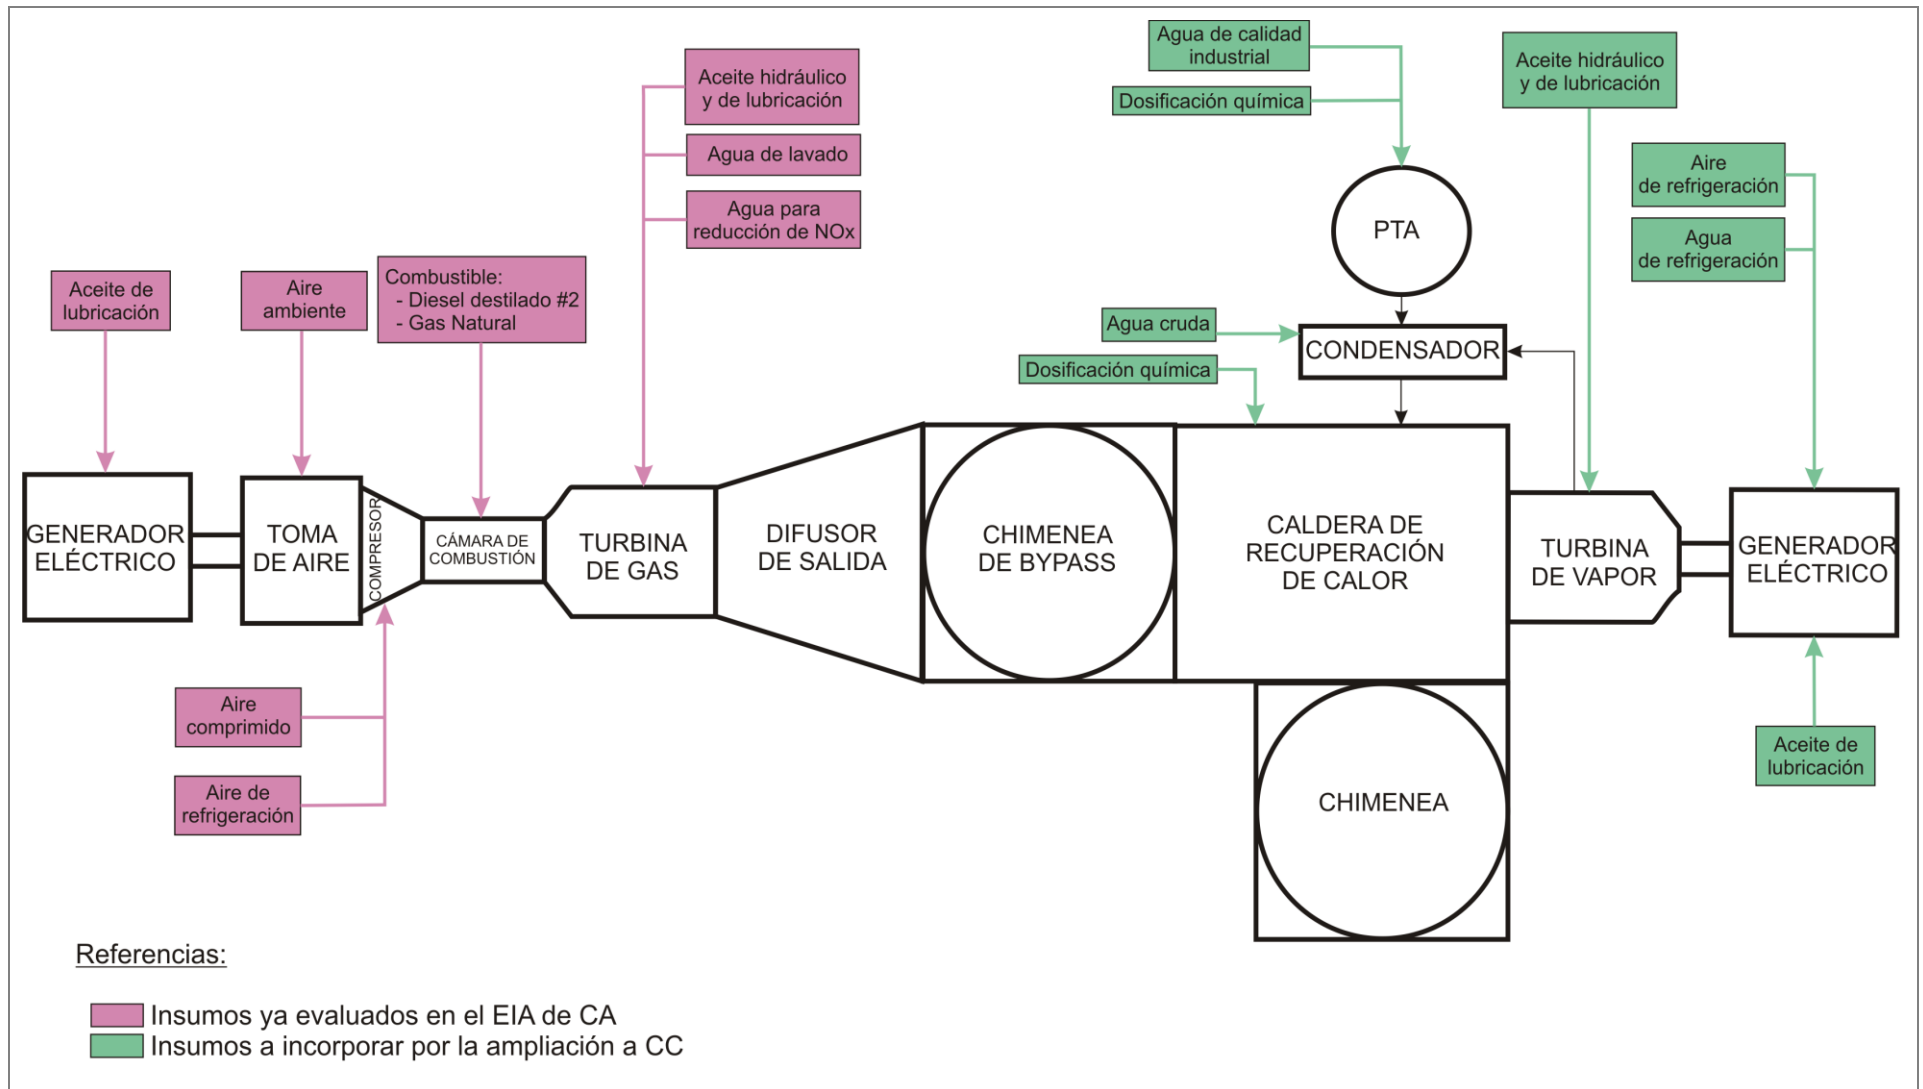 Agua de calidad
industrial
Dosificación química
Aceite hidráulico
y de lubricación
Aceite hidráulico
y de lubricación
Agua de lavado
Agua para
reducción de NOx
Aire
de refrigeración
Agua
de refrigeración
PTA
Aceite de
lubricación
Aire
ambiente
Combustible:
- Diesel destilado #2
- Gas Natural
Agua cruda
CONDENSADOR
Dosificación química
GENERADOR
ELÉCTRICO
TOMA
DE AIRE
COMPRESOR
CÁMARA DE
COMBUSTIÓN
TURBINA
DE GAS
DIFUSOR
DE SALIDA
CHIMENEA
DE BYPASS
CALDERA DE
RECUPERACIÓN
DE CALOR
TURBINA
DE VAPOR
GENERADOR
ELÉCTRICO
Aire
comprimido
Aire de
refrigeración
Aceite de
lubricación
CHIMENEA
Referencias:
Insumos ya evaluados en el EIA de CA
Insumos a incorporar por la ampliación a CC